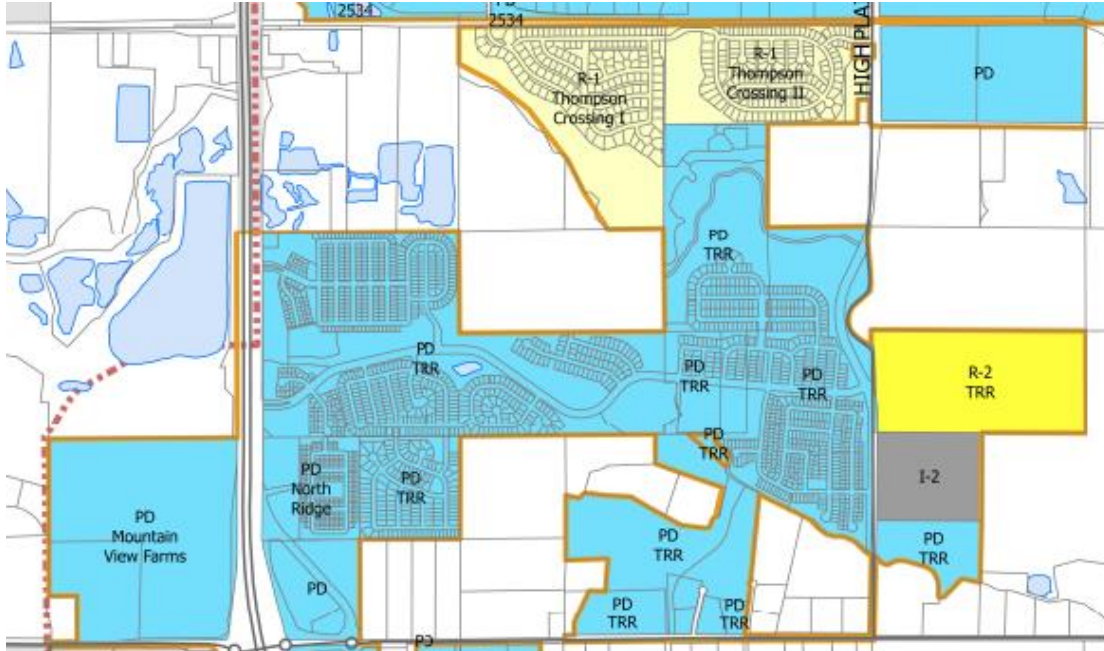 2534
PD
2534
HIGH PLA
R-1
Thompson
Crossing I
R-1
Thompson
Crossing II
PD
PD
TRR
PD
TRR
PD
TRR
PD
TRR
R-2
TRR
PD
TRR
PD
North
Ridge
PD
TRR
I-2
PD
Mountain
View Farms
PD
TRR
PD
TRR
PD
PD
TRR
PD
TRR
PD